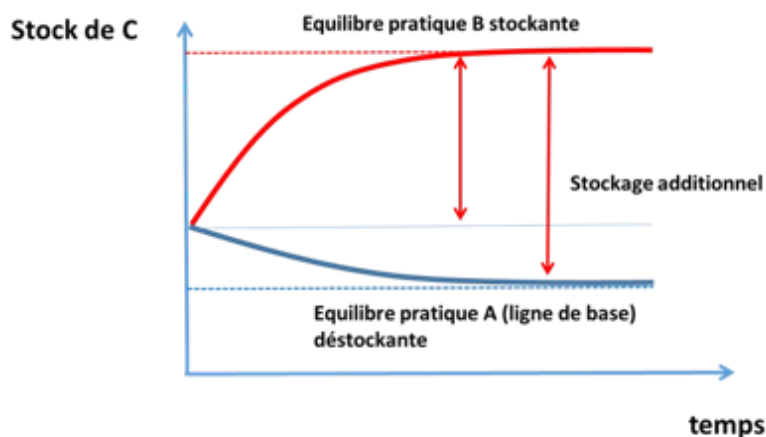 Stock de C
Equilibre pratique B stockante
Stockage additionnel
Equilibre pratique A (ligne de base)
déstockante
temps